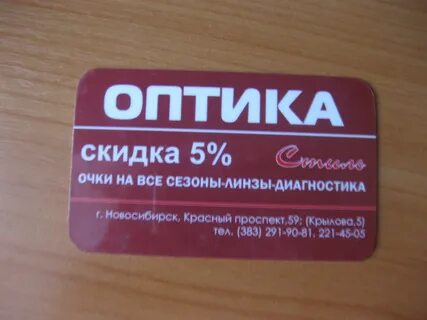 ОПТИКА
скидка 5% Стиль
ОЧКИ НА ВСЕ СЕЗОНЫ-ЛИНЗЫ-ДИАГНОСТИКА
г. Новосибирск, Красный проспект,59; (Крылова,5)
тел. (383) 291-90-81, 221-45-05